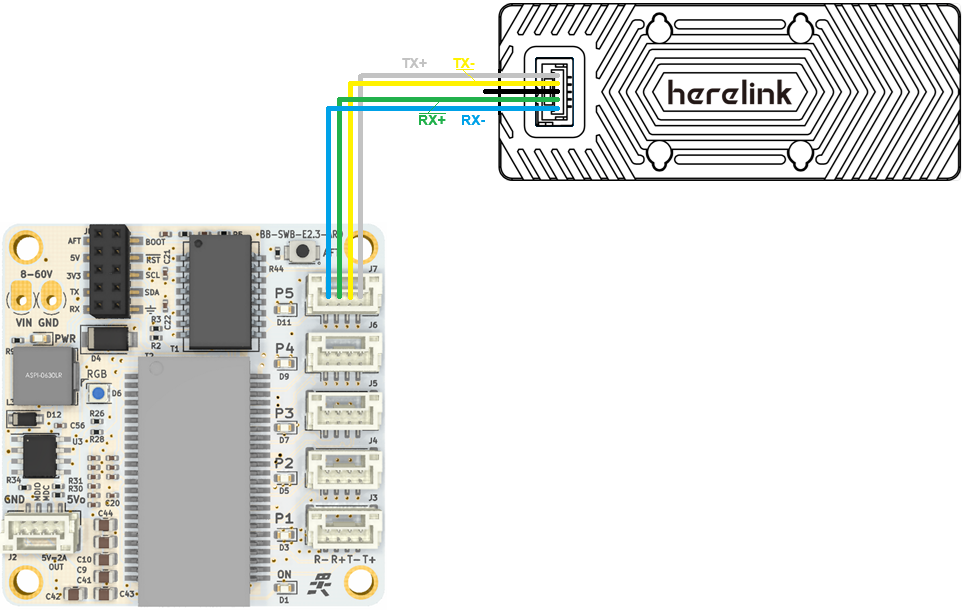 TX+ TX-
herelink
RX+ RX-
BB-SWB-E2.3-
AFT BOOT
5V RST
3V3 SCL
TX SDA
RX
C21
C22
R3
R2
R44
8-60V
VIN GND
PWR
D4
T1
T2
ASPI-0630LR
RGB
D6
D12
C56
R26
R28
U3
R34
R31
R30
GND
MDIO
MDC
5Vo
C20
C44
J2
5V=2A
OUT
C10
C9
C41
C42
C43
J7
P5
D11
J6
P4
D9
J5
P3
D7
J4
P2
D5
J3
P1
D3
R- R+ T- T+
ON
D1